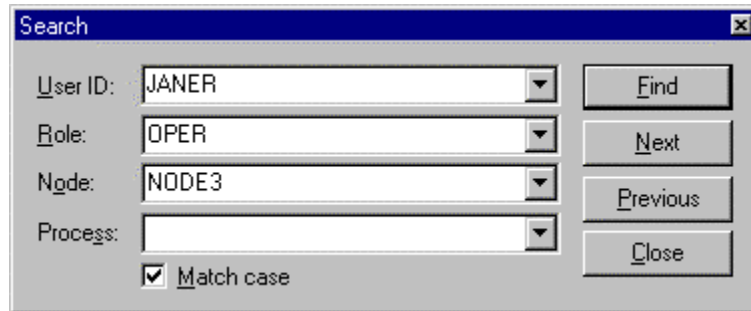 Search
User ID: JANER Find
Role: OPER Next
Node: NODE3 Previous
Process: Close
Match case